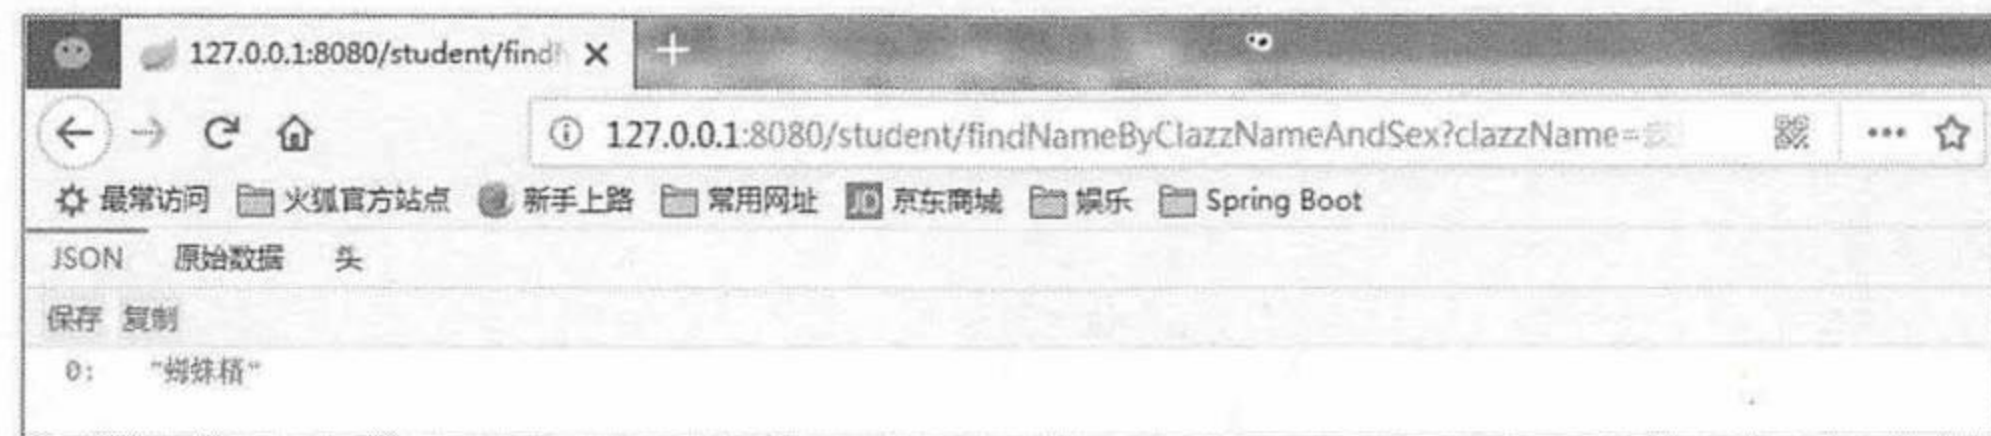 127.0.0.1:8080/student/find
127.0.0.1:8080/student/findNameByClazzNameAndSex?clazzName=
最常访问 火狐官方站点 新手上路 常用网址 JD 京东商城 娱乐 Spring Boot
JSON 原始数据 头
保存 复制
0: "蜘蛛精"